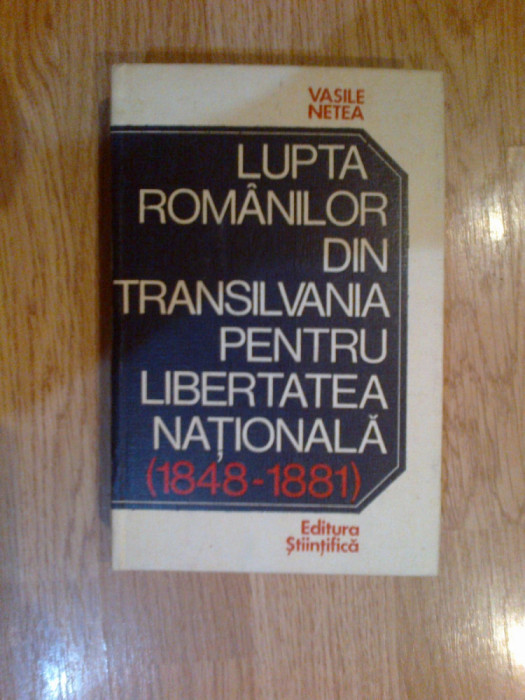 VASILE
NETEA
LUPTA
ROMÂNILOR
DIN
TRANSILVANIA
PENTRU
LIBERTATEA
NAȚIONALĂ
(1848-1881)
Editura
Științifică